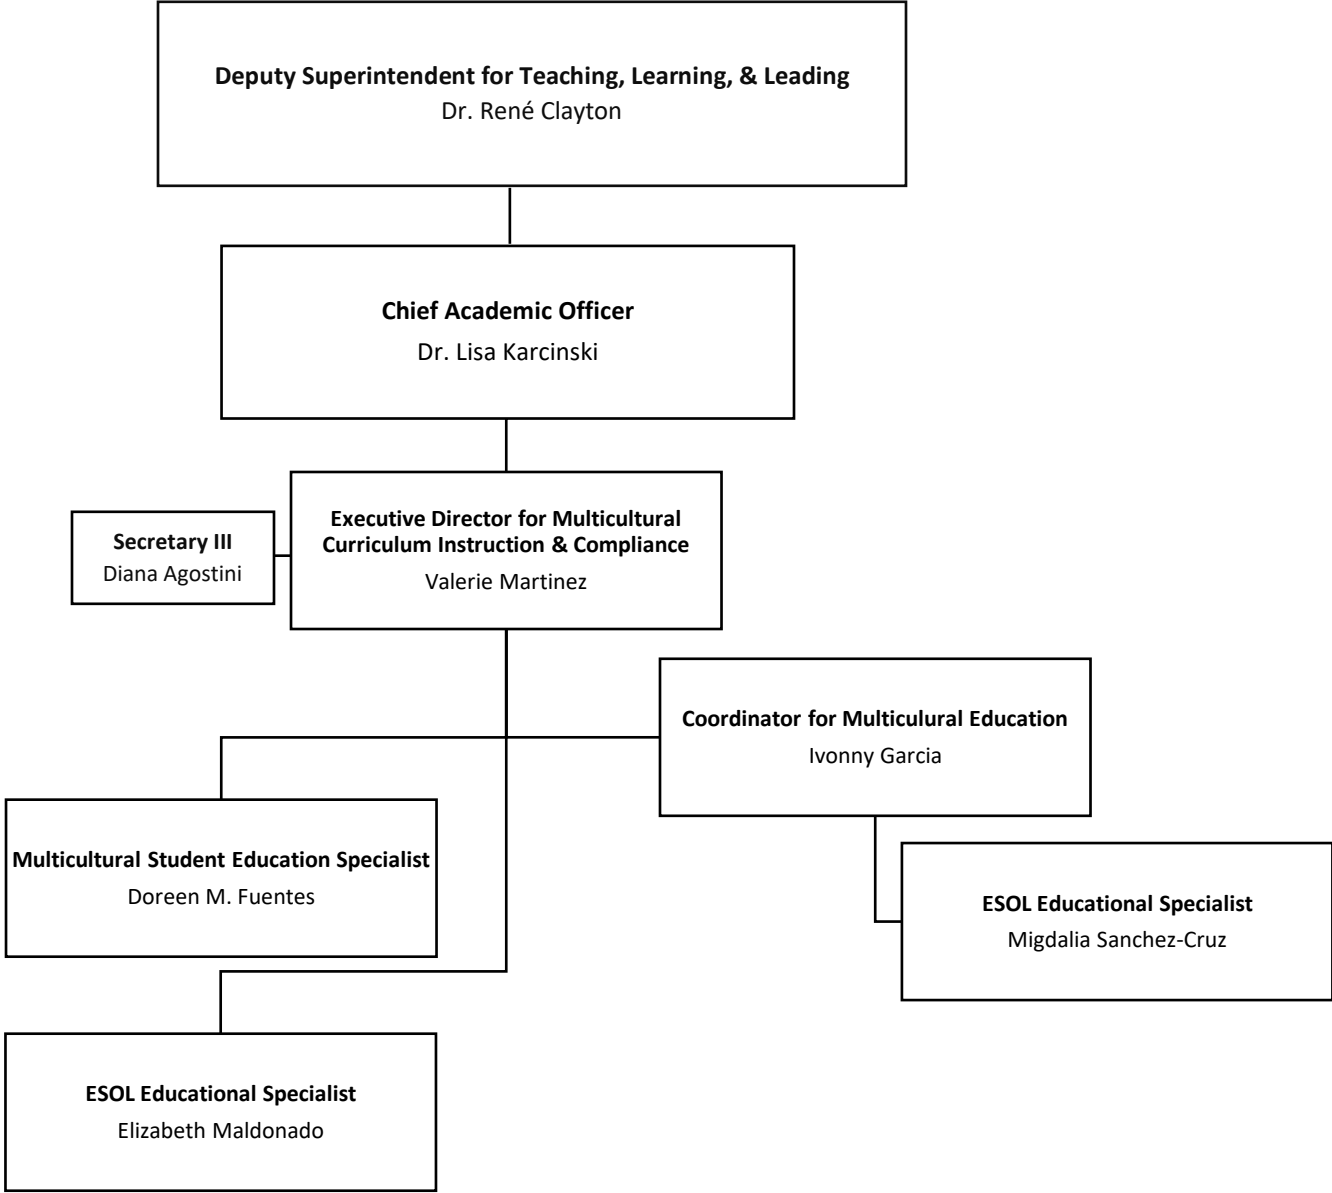 Deputy Superintendent for Teaching, Learning, & Leading
Dr. René Clayton
Chief Academic Officer
Dr. Lisa Karcinski
Executive Director for Multicultural
Curriculum Instruction & Compliance
Valerie Martinez
Secretary III
Diana Agostini
Coordinator for Multiculural Education
Ivonny Garcia
Multicultural Student Education Specialist
Doreen M. Fuentes
ESOL Educational Specialist
Migdalia Sanchez-Cruz
ESOL Educational Specialist
Elizabeth Maldonado